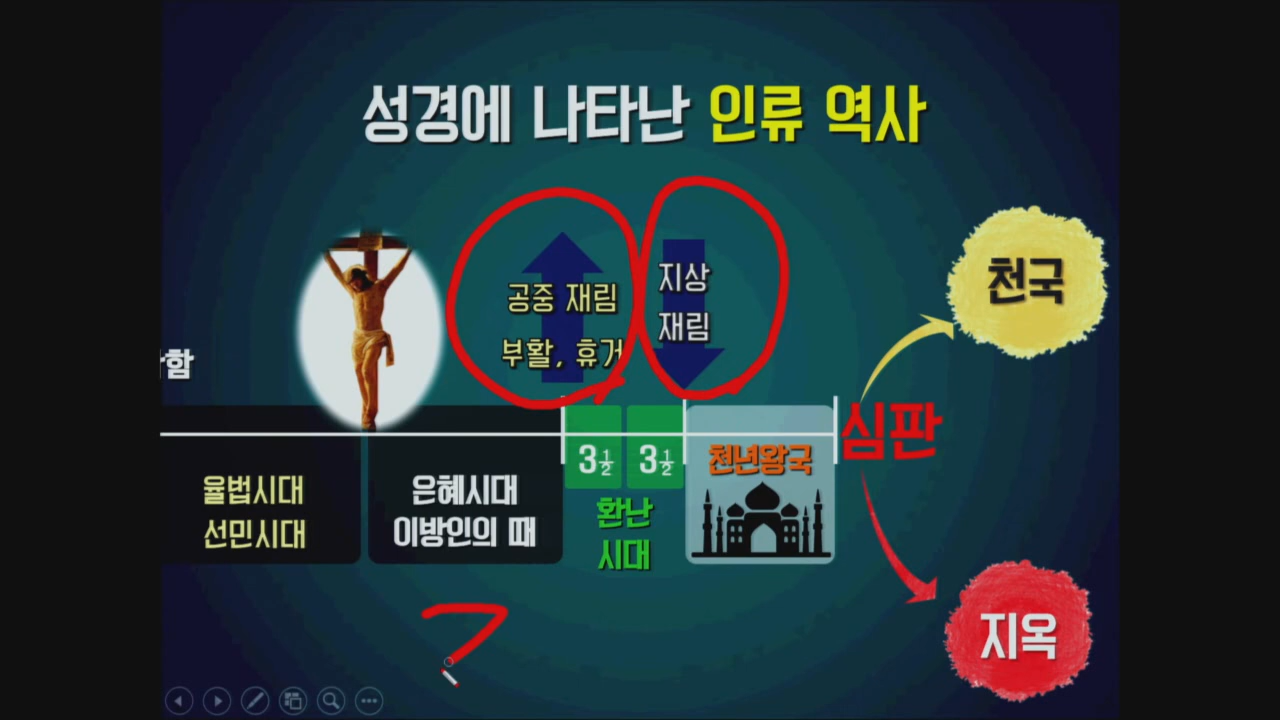 성경에 나타난 인류 역사
공중 재림
부활, 휴거
지상
재림
천국
함
심판
3½
3½
천년왕국
율법시대
선민시대
은혜시대
이방인의 때
환난
시대
지옥
?